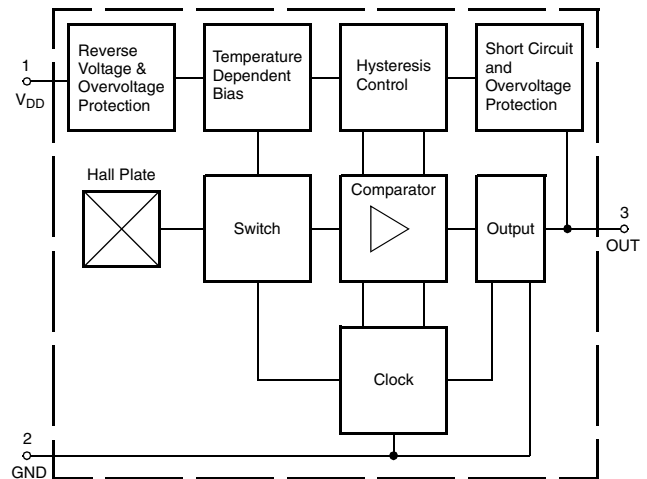 1
VDD
Reverse
Voltage &
Overvoltage
Protection
Temperature
Dependent
Bias
Hysteresis
Control
Short Circuit
and
Overvoltage
Protection
Hall Plate
Switch
Comparator
Output
3
OUT
Clock
2
GND